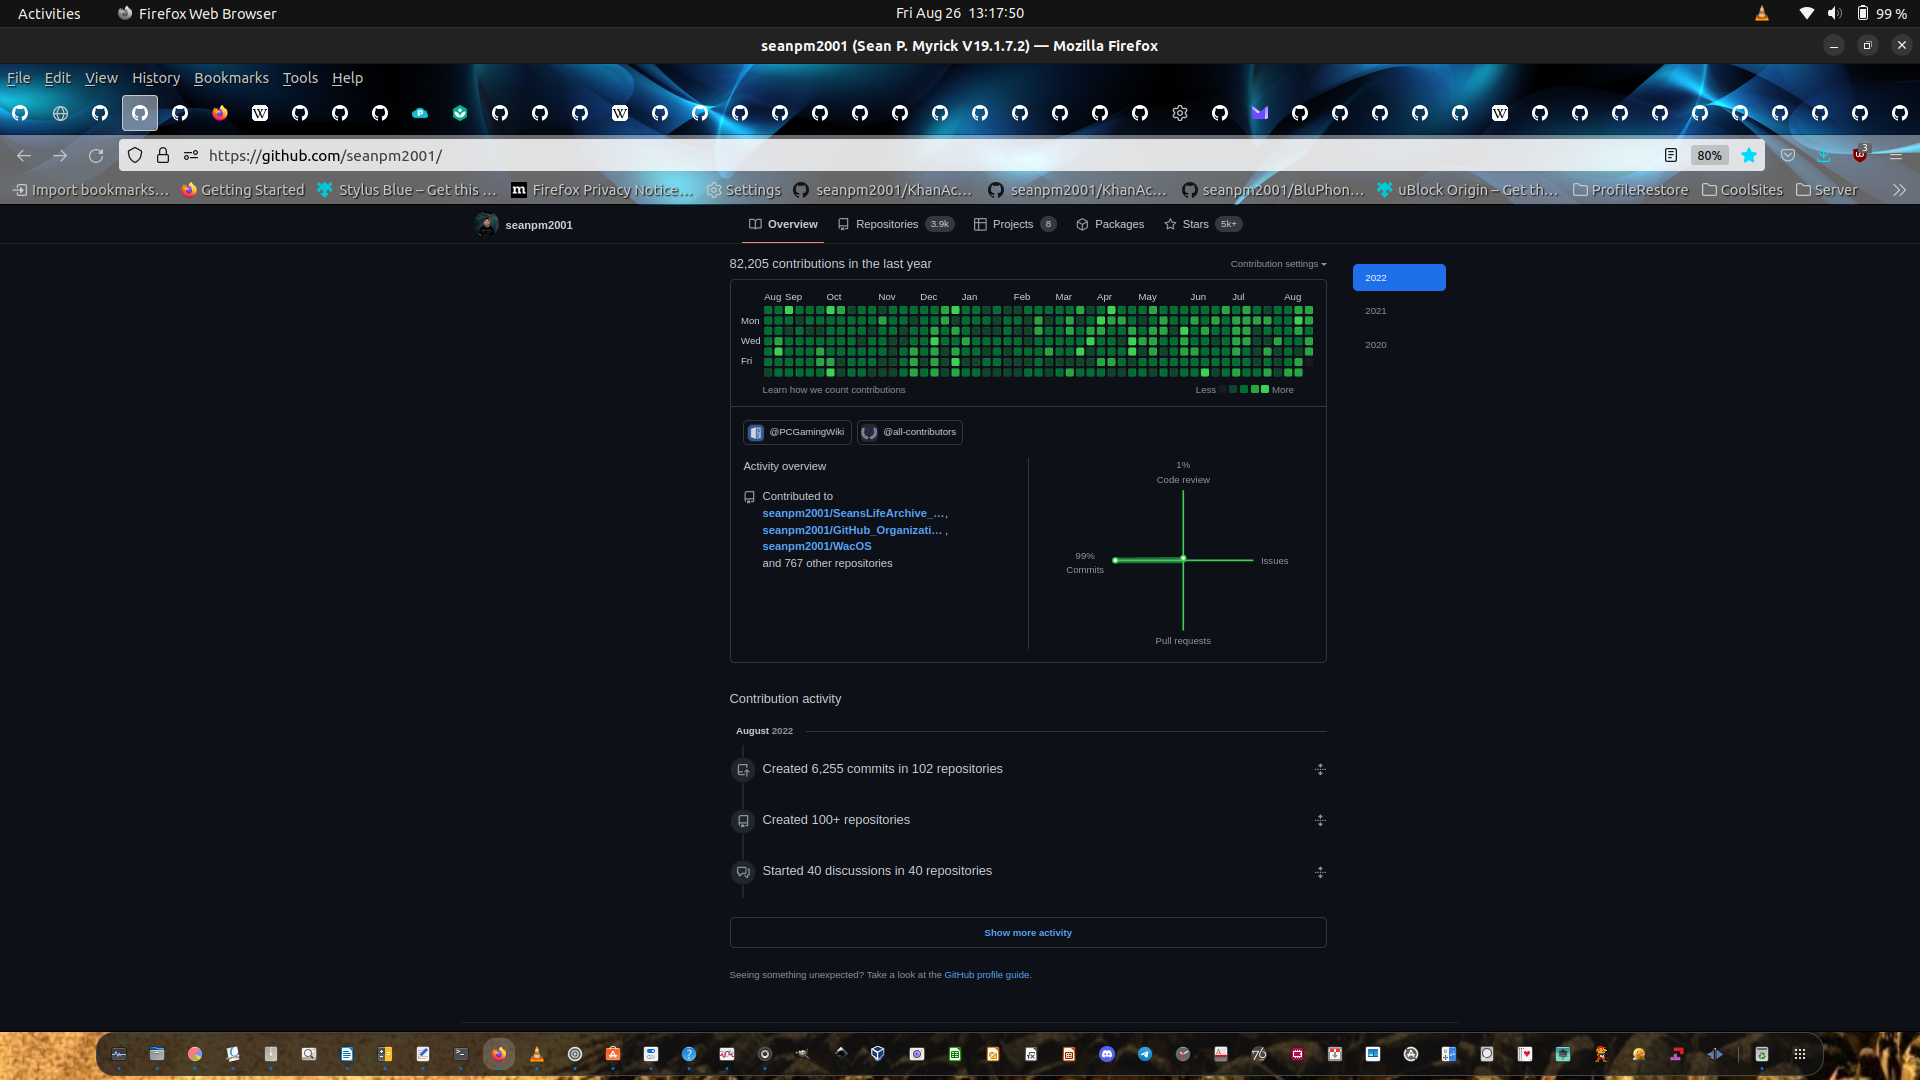 Activities
Firefox Web Browser
Fri Aug 26 13:17:50
99 %
seanpm2001 (Sean P. Myrick V19.1.7.2) — Mozilla Firefox
File Edit View History Bookmarks Tools Help
https://github.com/seanpm2001/
80%
3
Import bookmarks...
Getting Started
Stylus Blue – Get this ...
Firefox Privacy Notice...
Settings
seanpm2001/KhanAc...
seanpm2001/KhanAc...
seanpm2001/BluPhon...
uBlock Origin – Get th...
ProfileRestore
CoolSites
Server
seanpm2001
Overview
Repositories 3.9k
Projects 8
Packages
Stars 5k+
82,205 contributions in the last year
Contribution settings
2022
2021
2020
Aug Sep Oct Nov Dec Jan Feb Mar Apr May Jun Jul Aug
Mon
Wed
Fri
Learn how we count contributions
Less
More
@PCGamingWiki
@all-contributors
Activity overview
Contributed to
seanpm2001/SeansLifeArchive_...,
seanpm2001/GitHub_Organizati... ,
seanpm2001/WacOS
and 767 other repositories
1%
Code review
99%
Commits
Issues
Pull requests
Contribution activity
August 2022
Created 6,255 commits in 102 repositories
Created 100+ repositories
Started 40 discussions in 40 repositories
Show more activity
Seeing something unexpected? Take a look at the GitHub profile guide.